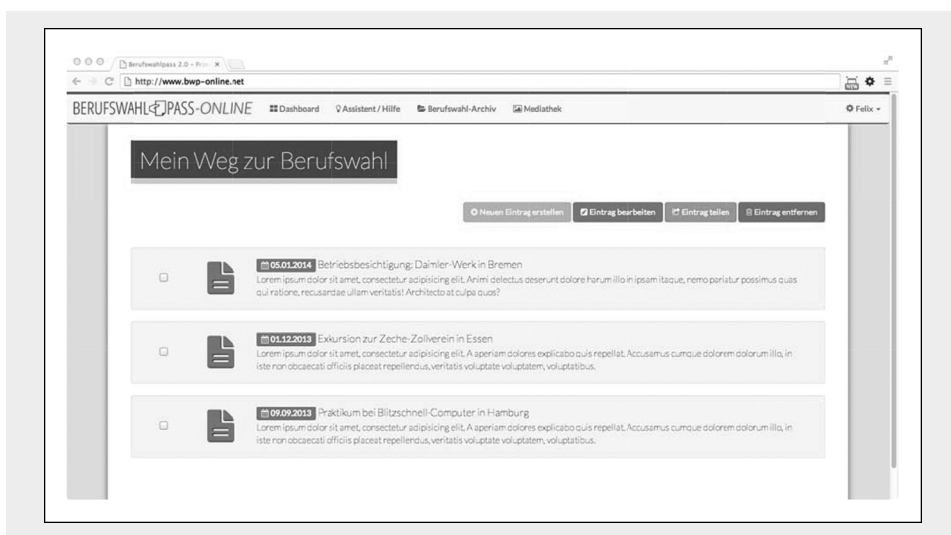 Berufswahlpass 2.0 -
http://www.bwp-online.net
NEW
BERUFSWAHL PASS-ONLINE Dashboard Assistent / Hilfe Berufswahl-Archiv Mediathek Felix
Mein Weg zur Berufswahl
Neuen Eintrag erstellen Eintrag bearbeiten Eintrag teilen Eintrag entfernen
05.01.2014 Betriebsbesichtigung: Daimler-Werk in Bremen
Lorem ipsum dolor sit amet, consectetur adipisicing elit. Animi delectus deserunt dolore harum illo in ipsam itaque, nemo pariatur possimus quas
qui ratione, recusandae ullam veritatis! Architecto at culpa quos?
01.12.2013 Exkursion zur Zeche-Zollverein in Essen
Lorem ipsum dolor sit amet, consectetur adipisicing elit. A aperiam dolores explicabo quis repellat. Accusamus cumque dolorem dolorum illo, in
iste non obcaecati officiis placeat repellendus, veritatis voluptate voluptatem, voluptatibus.
09.09.2013 Praktikum bei Blitzschnell-Computer in Hamburg
Lorem ipsum dolor sit amet, consectetur adipisicing elit. A aperiam dolores explicabo quis repellat. Accusamus cumque dolorem dolorum illo, in
iste non obcaecati officiis placeat repellendus, veritatis voluptate voluptatem, voluptatibus.